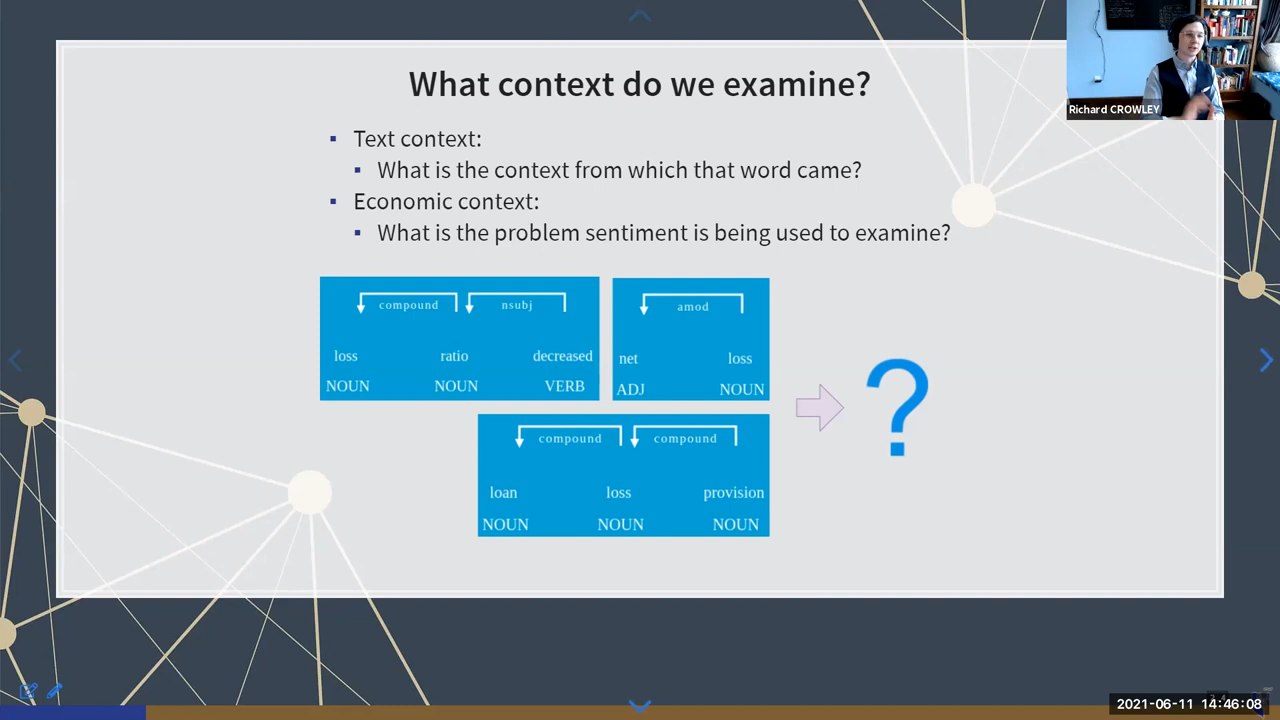 What context do we examine?
Richard CROWLEY
Text context:
What is the context from which that word came?
Economic context:
What is the problem sentiment is being used to examine?
compound nsubj
loss ratio decreased
NOUN NOUN VERB
amod
net loss
ADJ NOUN
?
compound compound
loan loss provision
NOUN NOUN NOUN
2021-06-11 14:46:08